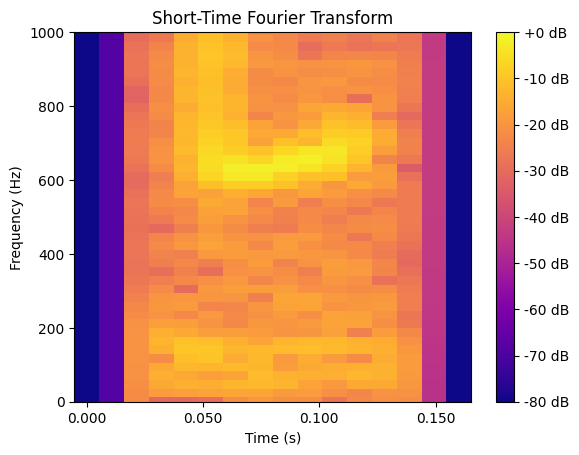 Short-Time Fourier Transform
1000
800
600
400
200
0
Frequency (Hz)
0.000
0.050
0.100
0.150
Time (s)
+0 dB
-10 dB
-20 dB
-30 dB
-40 dB
-50 dB
-60 dB
-70 dB
-80 dB